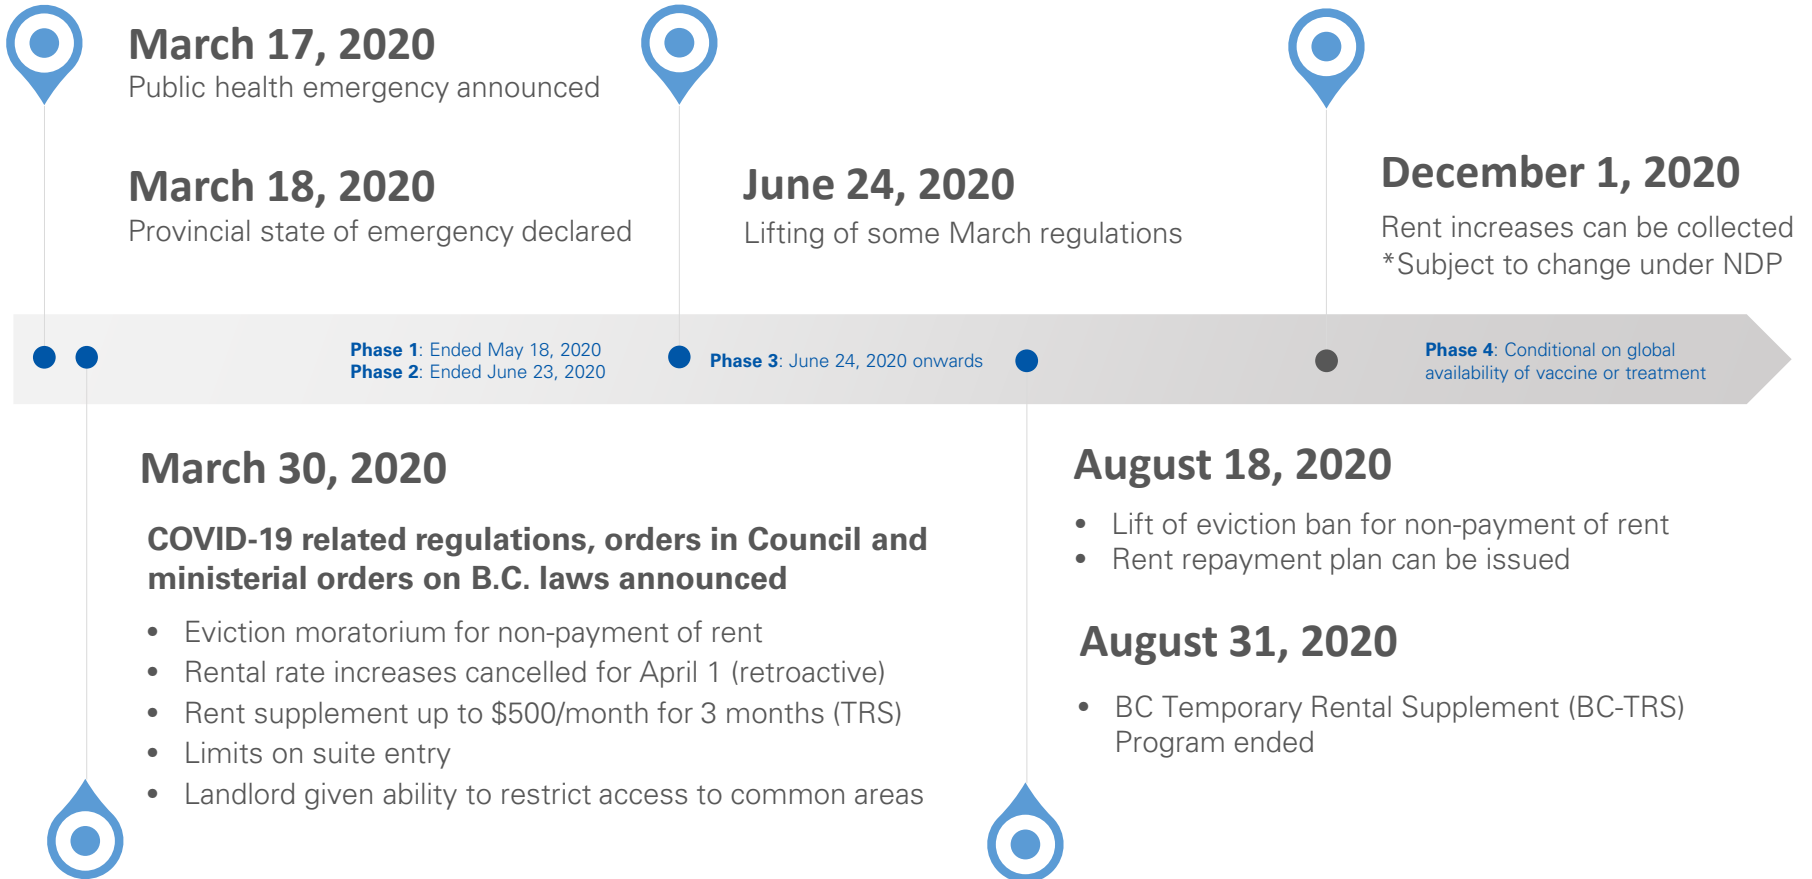 March 17, 2020
Public health emergency announced
March 18, 2020
Provincial state of emergency declared
June 24, 2020
Lifting of some March regulations
December 1, 2020
Rent increases can be collected
*Subject to change under NDP
Phase 1: Ended May 18, 2020
Phase 2: Ended June 23, 2020
Phase 3: June 24, 2020 onwards
Phase 4: Conditional on global
availability of vaccine or treatment
March 30, 2020
COVID-19 related regulations, orders in Council and
ministerial orders on B.C. laws announced
• Eviction moratorium for non-payment of rent
• Rental rate increases cancelled for April 1 (retroactive)
• Rent supplement up to $500/month for 3 months (TRS)
• Limits on suite entry
• Landlord given ability to restrict access to common areas
August 18, 2020
• Lift of eviction ban for non-payment of rent
• Rent repayment plan can be issued
August 31, 2020
• BC Temporary Rental Supplement (BC-TRS)
Program ended